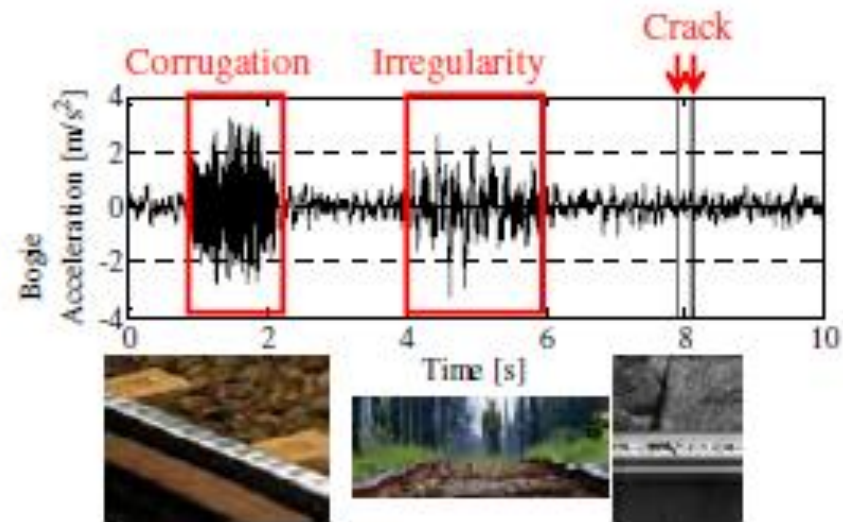 Crack
Corrugation
Irregularity
4
2
0
-2
-4
Bogie
Acceleration [m/s²]
0
2
4
6
8
10
Time [s]